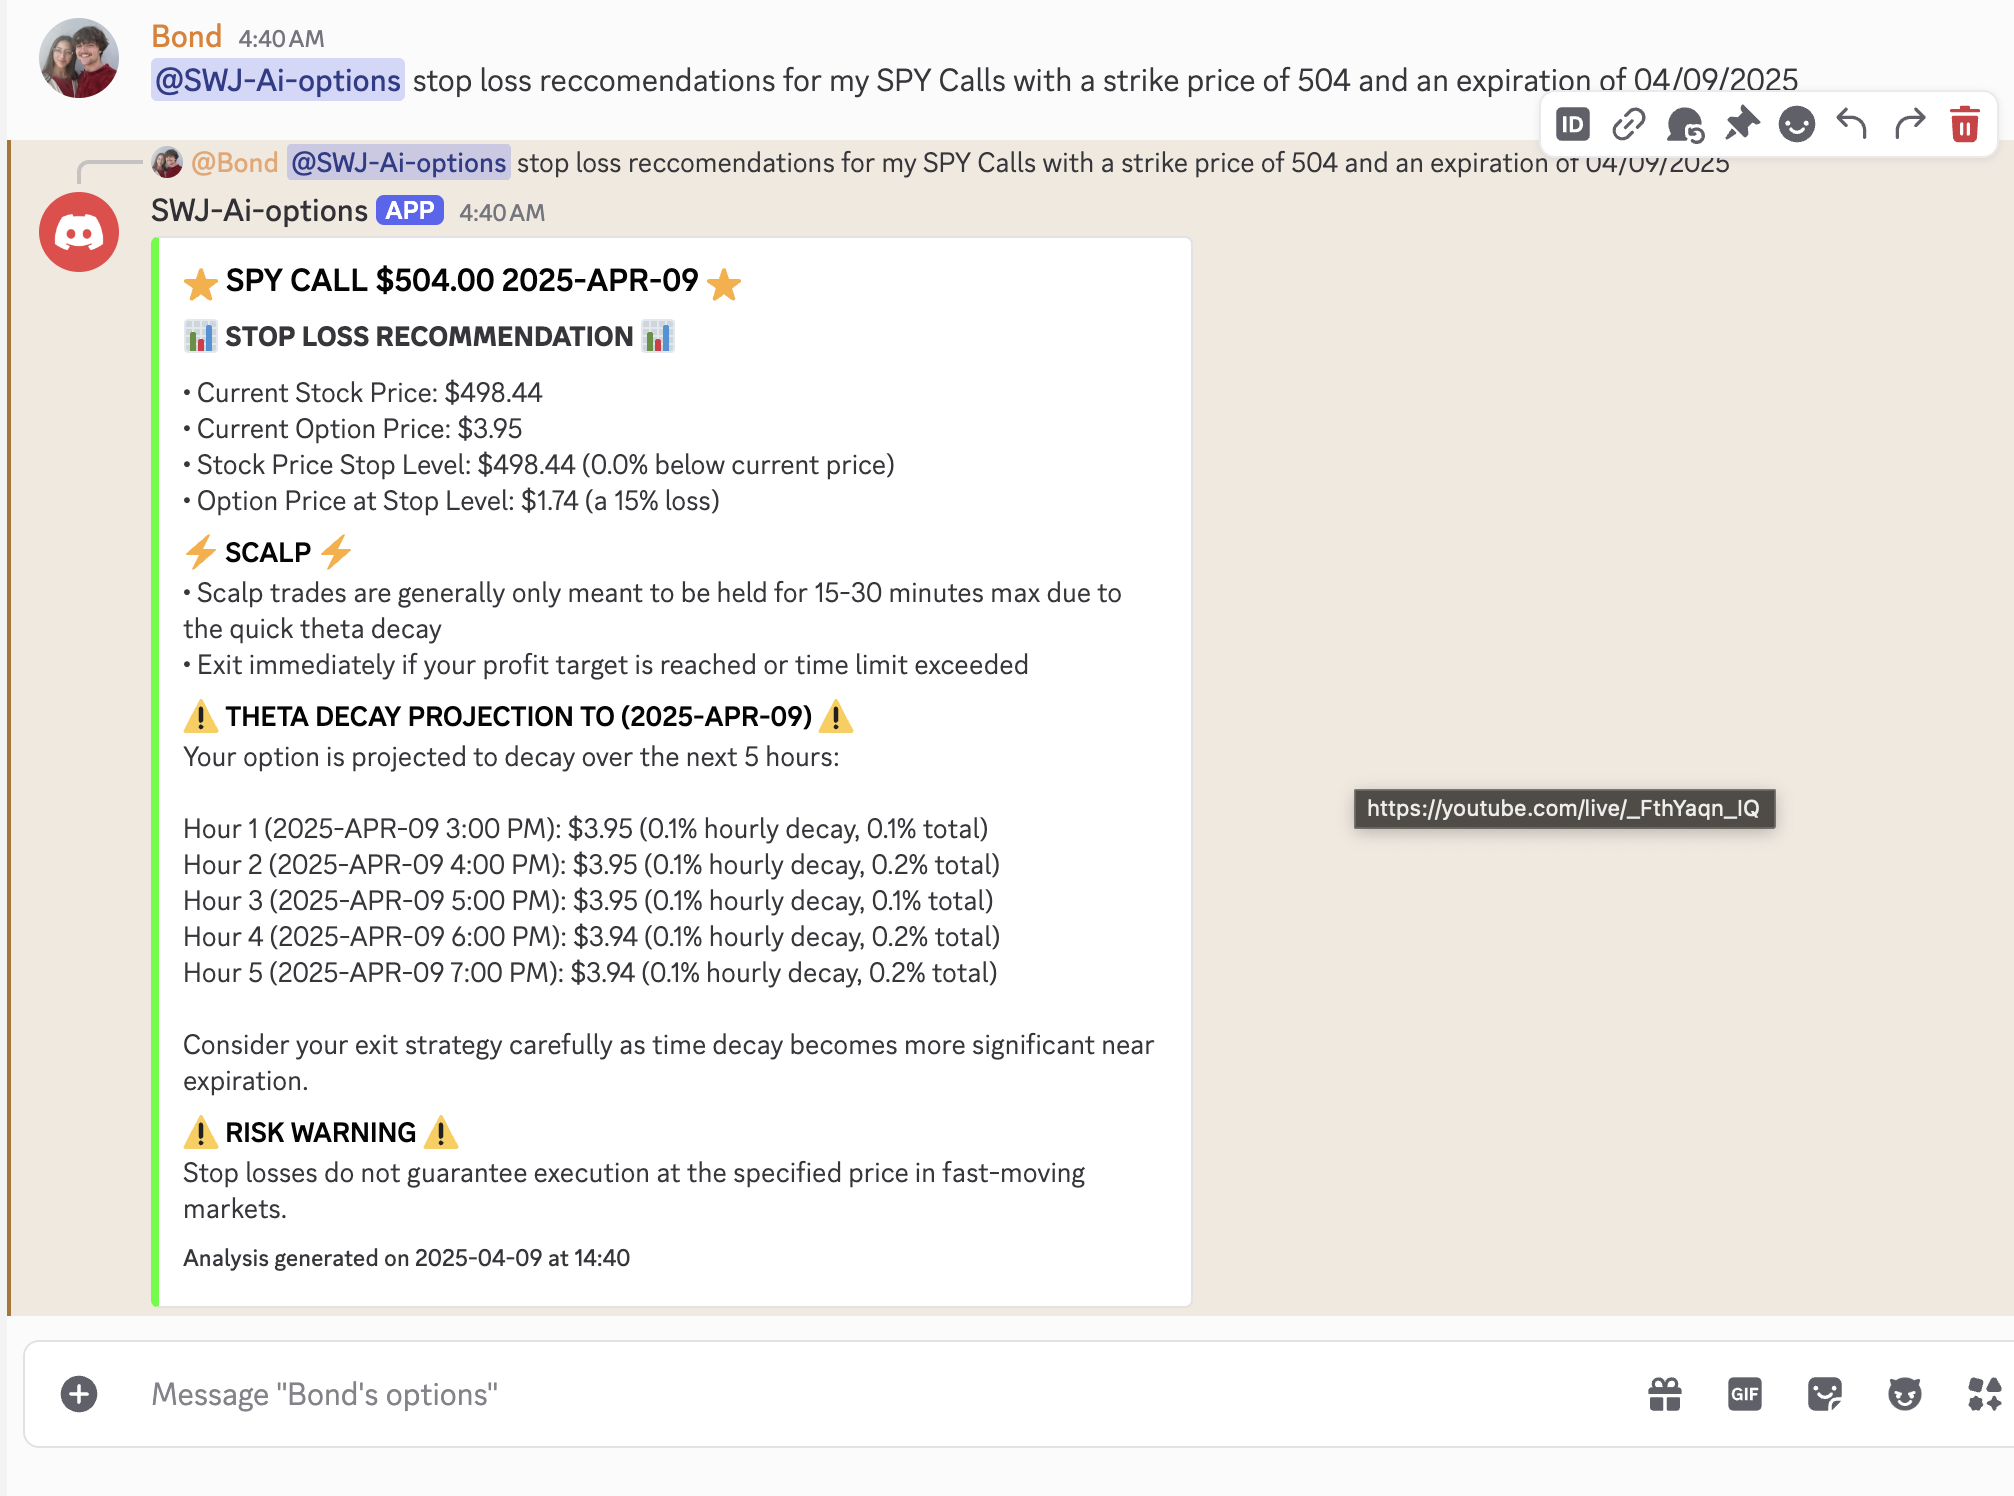 Bond 4:40 AM
@SWJ-Ai-options stop loss reccomendations for my SPY Calls with a strike price of 504 and an expiration of 04/09/2025
ID
@Bond @SWJ-Ai-options stop loss reccomendations for my SPY Calls with a strike price of 504 and an expiration of 04/09/2025
SWJ-Ai-options APP 4:40 AM
⭐ SPY CALL $504.00 2025-APR-09 ⭐
📊 STOP LOSS RECOMMENDATION 📊
• Current Stock Price: $498.44
• Current Option Price: $3.95
• Stock Price Stop Level: $498.44 (0.0% below current price)
• Option Price at Stop Level: $1.74 (a 15% loss)
⚡ SCALP ⚡
• Scalp trades are generally only meant to be held for 15-30 minutes max due to
the quick theta decay
• Exit immediately if your profit target is reached or time limit exceeded
⚠️ THETA DECAY PROJECTION TO (2025-APR-09) ⚠️
Your option is projected to decay over the next 5 hours:
Hour 1 (2025-APR-09 3:00 PM): $3.95 (0.1% hourly decay, 0.1% total)
Hour 2 (2025-APR-09 4:00 PM): $3.95 (0.1% hourly decay, 0.2% total)
Hour 3 (2025-APR-09 5:00 PM): $3.95 (0.1% hourly decay, 0.1% total)
Hour 4 (2025-APR-09 6:00 PM): $3.94 (0.1% hourly decay, 0.2% total)
Hour 5 (2025-APR-09 7:00 PM): $3.94 (0.1% hourly decay, 0.2% total)
https://youtube.com/live/_FthYaqn_IQ
Consider your exit strategy carefully as time decay becomes more significant near
expiration.
⚠️ RISK WARNING ⚠️
Stop losses do not guarantee execution at the specified price in fast-moving
markets.
Analysis generated on 2025-04-09 at 14:40
Message "Bond's options"
GIF